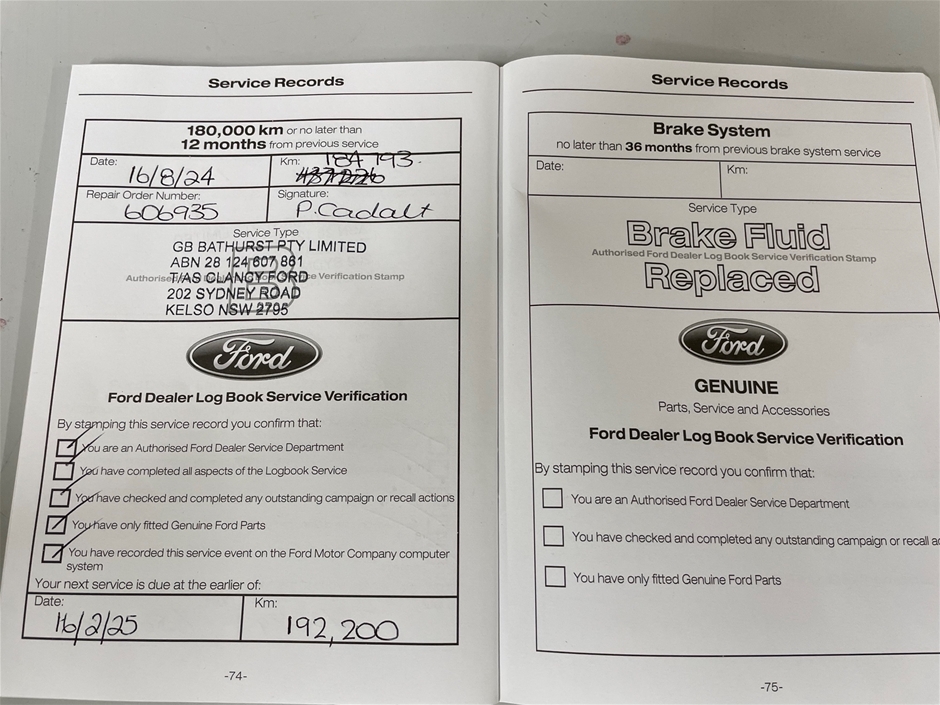 Service Records
180,000 km or no later than
12 months from previous service
Date:
16/8/24
Km: 184 193.
Repair Order Number:
606935
Signature:
P. Cadalt
Service Type
GB BATHURST PTY LIMITED
ABN 28 124 607 861
Authorised Ford Dealer Log Book Service Verification Stamp
T/AS CLANCY FORD
202 SYDNEY ROAD
KELSO NSW 2795
Ford
Ford Dealer Log Book Service Verification
By stamping this service record you confirm that:
You are an Authorised Ford Dealer Service Department
You have completed all aspects of the Logbook Service
You have checked and completed any outstanding campaign or recall actions
You have only fitted Genuine Ford Parts
You have recorded this service event on the Ford Motor Company computer
system
Your next service is due at the earlier of:
Date:
16/2/25
Km:
192,200
-74-
Service Records
Brake System
no later than 36 months from previous brake system service
Date:
Km:
Service Type
Brake Fluid
Authorised Ford Dealer Log Book Service Verification Stamp
Replaced
Ford
GENUINE
Parts, Service and Accessories
Ford Dealer Log Book Service Verification
By stamping this service record you confirm that:
You are an Authorised Ford Dealer Service Department
You have checked and completed any outstanding campaign or recall ac
You have only fitted Genuine Ford Parts
-75-